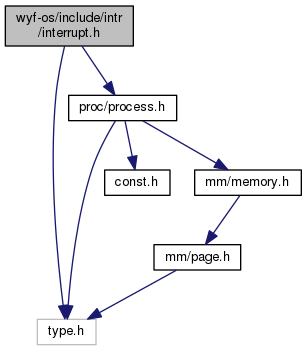 wyf-os/include/intr
/interrupt.h
proc/process.h
const.h
mm/memory.h
mm/page.h
type.h